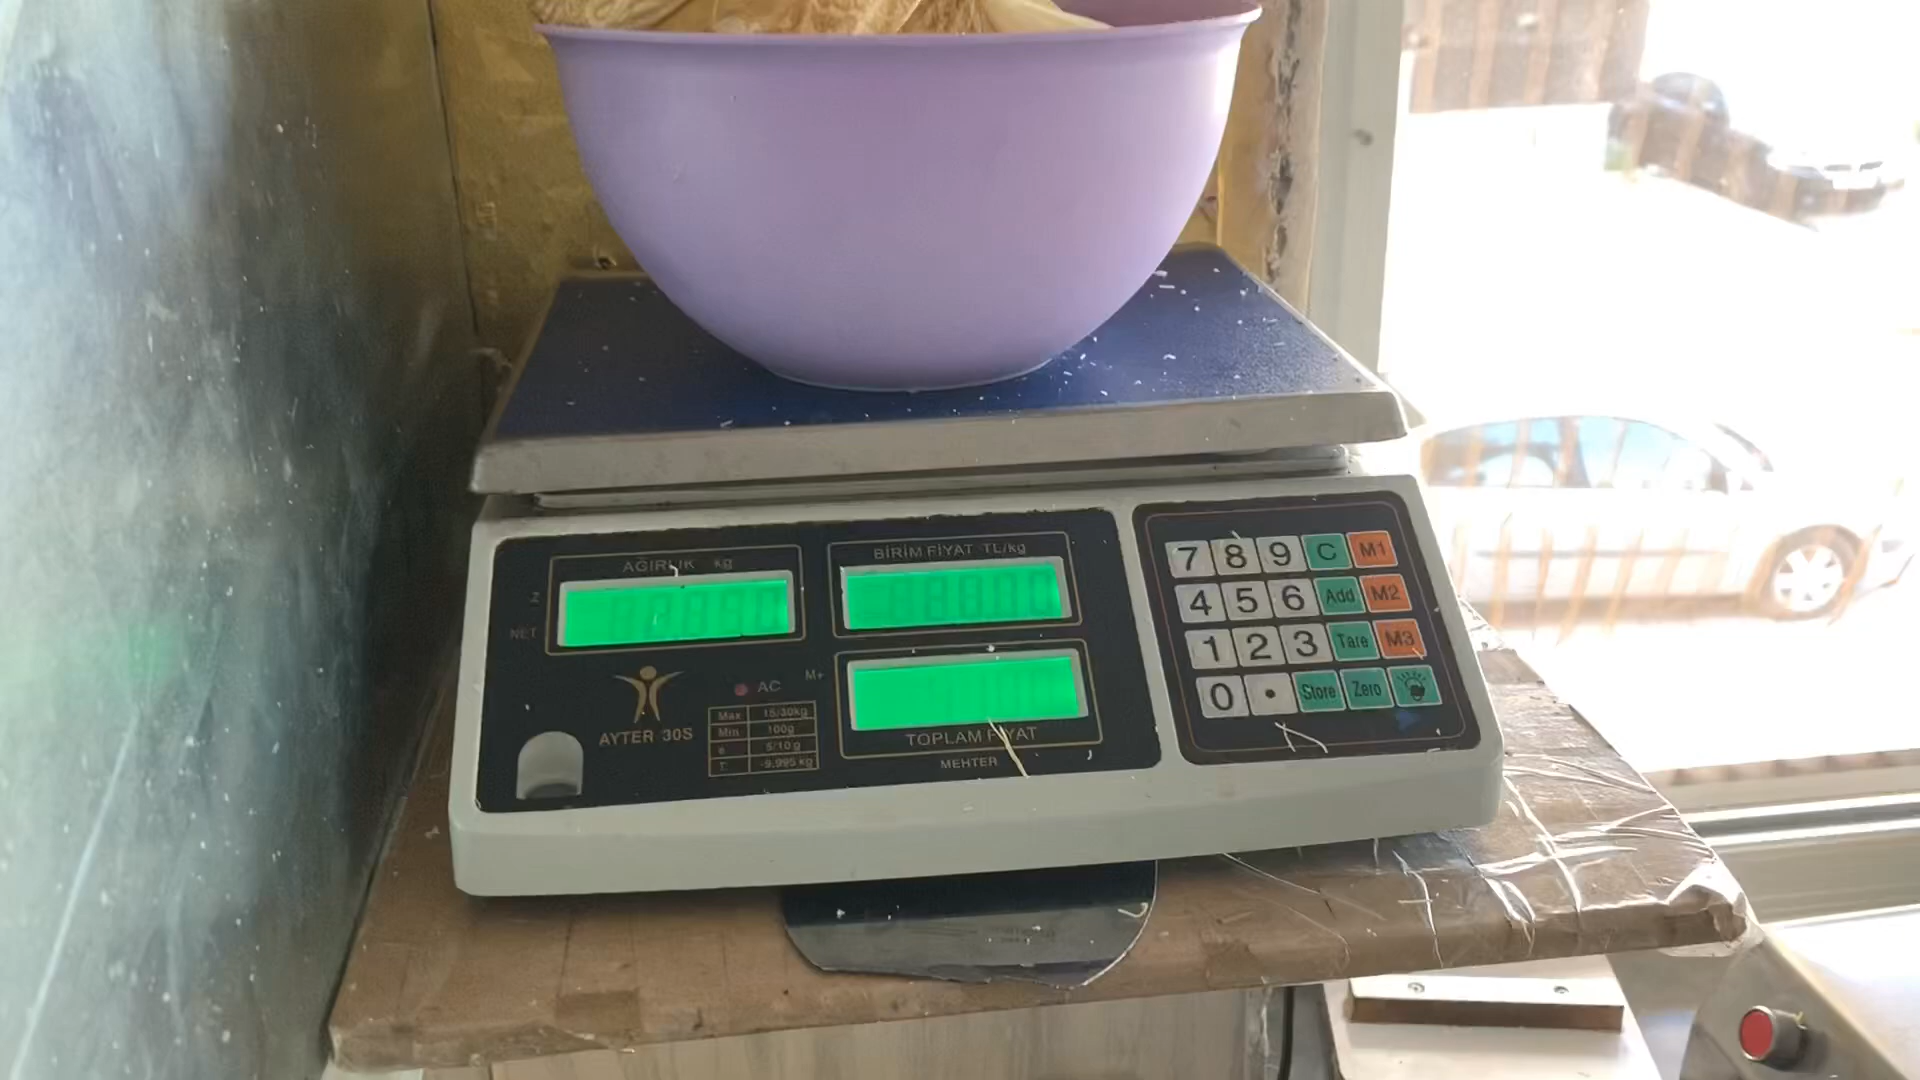 AĞIRLIK kg
BİRİM FİYAT TL/kg
Z
NET
M+
AC
AYTER 30S
Max 15/30kg
Min 100g
e 5/10 g
T: -9,995 kg
TOPLAM FİYAT
MEHTER
7 8 9 C M1
4 5 6 Add M2
1 2 3 Tare M3
0 . Store Zero